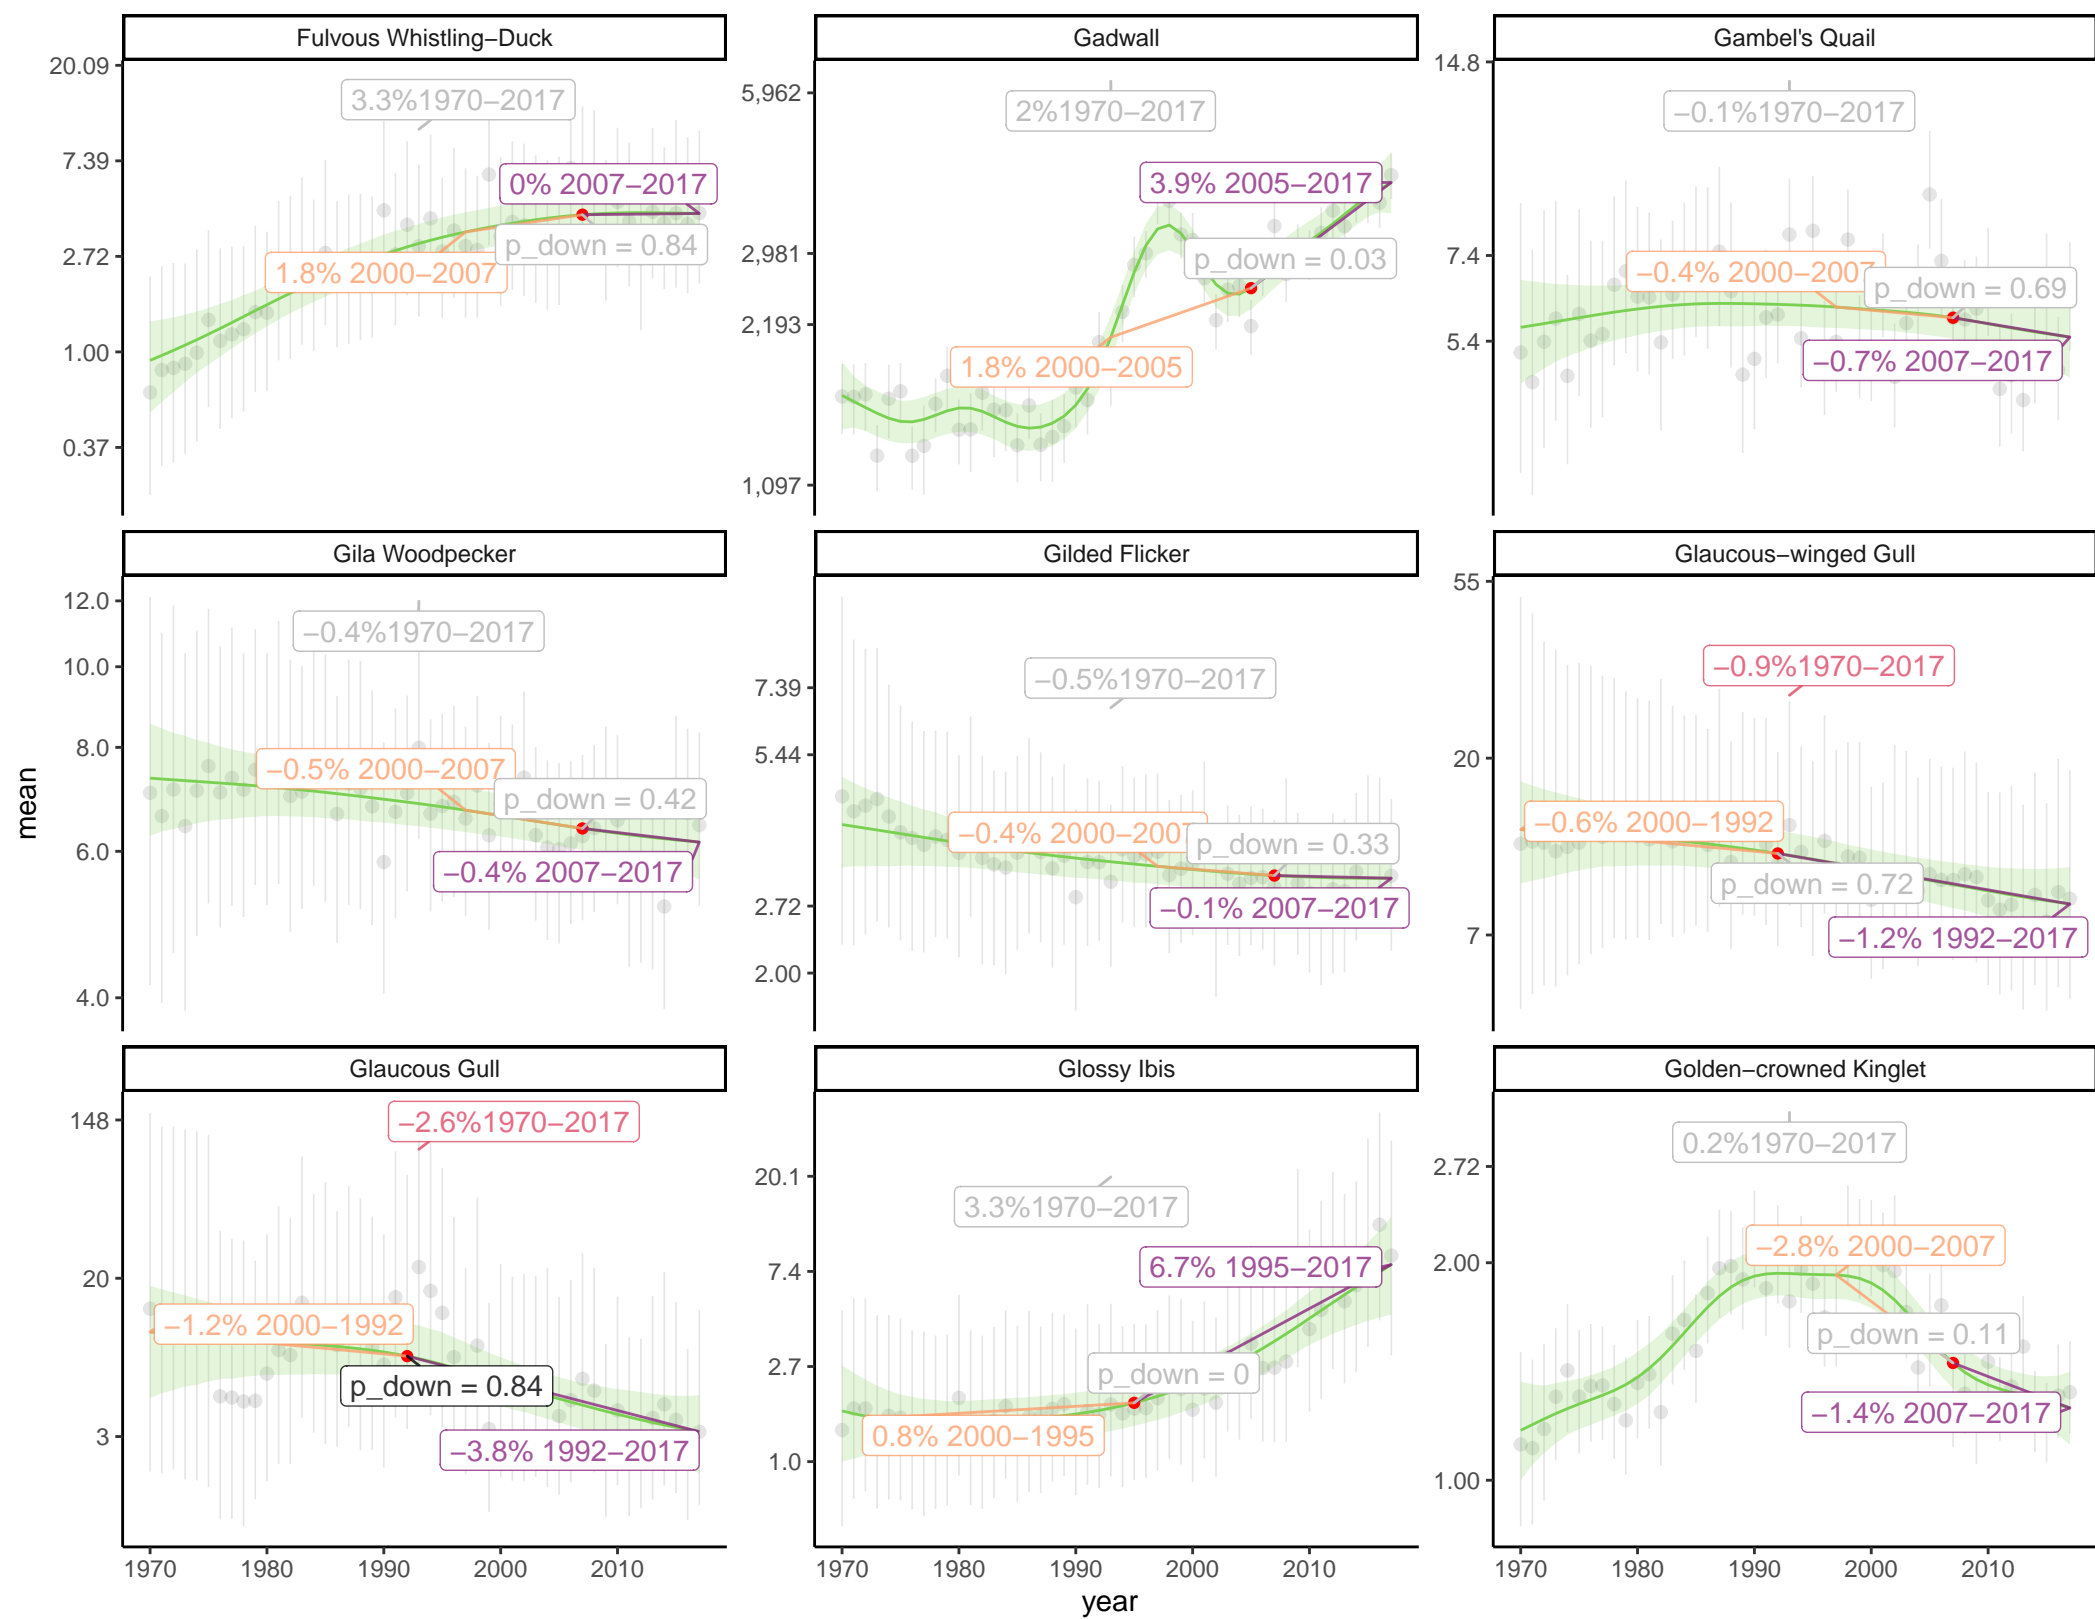 Fulvous Whistling−Duck
Gadwall
Gambel's Quail
20.09
7.39
2.72
1.00
0.37
3.3%1970−2017
0% 2007−2017
p_down = 0.84
1.8% 2000−2007
5,962
2,981
2,193
1,097
2%1970−2017
3.9% 2005−2017
p_down = 0.03
1.8% 2000−2005
14.8
7.4
5.4
−0.1%1970−2017
−0.4% 2000−2007
p_down = 0.69
−0.7% 2007−2017
Gila Woodpecker
Gilded Flicker
Glaucous−winged Gull
mean
12.0
10.0
8.0
6.0
4.0
−0.4%1970−2017
−0.5% 2000−2007
p_down = 0.42
−0.4% 2007−2017
7.39
5.44
2.72
2.00
−0.5%1970−2017
−0.4% 2000−2007
p_down = 0.33
−0.1% 2007−2017
55
20
7
−0.9%1970−2017
−0.6% 2000−1992
p_down = 0.72
−1.2% 1992−2017
Glaucous Gull
Glossy Ibis
Golden−crowned Kinglet
148
20
3
−2.6%1970−2017
−1.2% 2000−1992
p_down = 0.84
−3.8% 1992−2017
20.1
7.4
2.7
1.0
3.3%1970−2017
6.7% 1995−2017
p_down = 0
0.8% 2000−1995
2.72
2.00
1.00
0.2%1970−2017
−2.8% 2000−2007
p_down = 0.11
−1.4% 2007−2017
1970 1980 1990 2000 2010
1970 1980 1990 2000 2010
1970 1980 1990 2000 2010
year